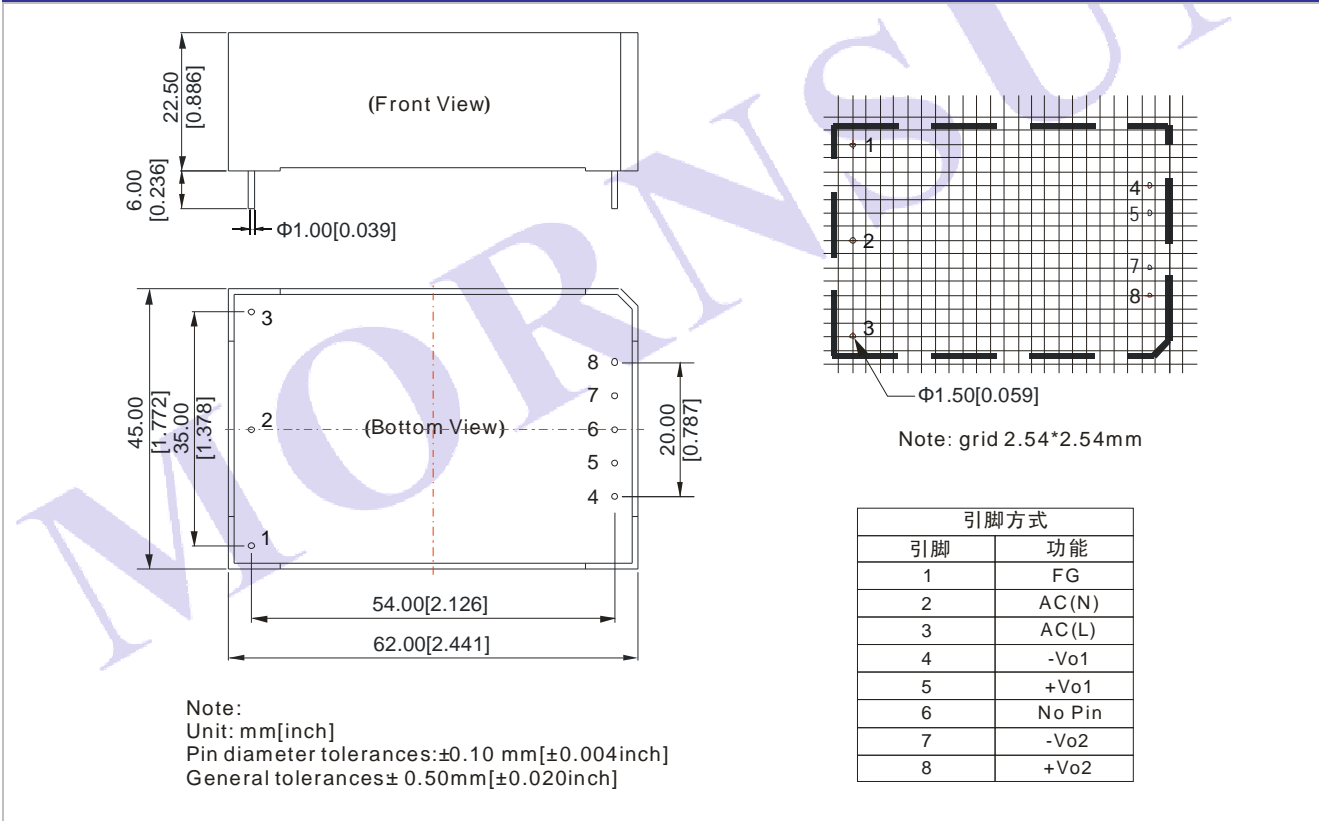 MORNSUN
(Front View)
22.50
[0.886]
6.00
[0.236]
Φ1.00[0.039]
1
2
3
4
5
7
8
Φ1.50[0.059]
Note: grid 2.54*2.54mm
3
2
1
8
7
6
5
4
(Bottom View)
45.00
[1.772]
35.00
[1.378]
20.00
[0.787]
54.00[2.126]
62.00[2.441]
Note:
Unit: mm[inch]
Pin diameter tolerances:±0.10 mm[±0.004inch]
General tolerances± 0.50mm[±0.020inch]
引脚方式
引脚 功能
1 FG
2 AC(N)
3 AC(L)
4 -Vo1
5 +Vo1
6 No Pin
7 -Vo2
8 +Vo2